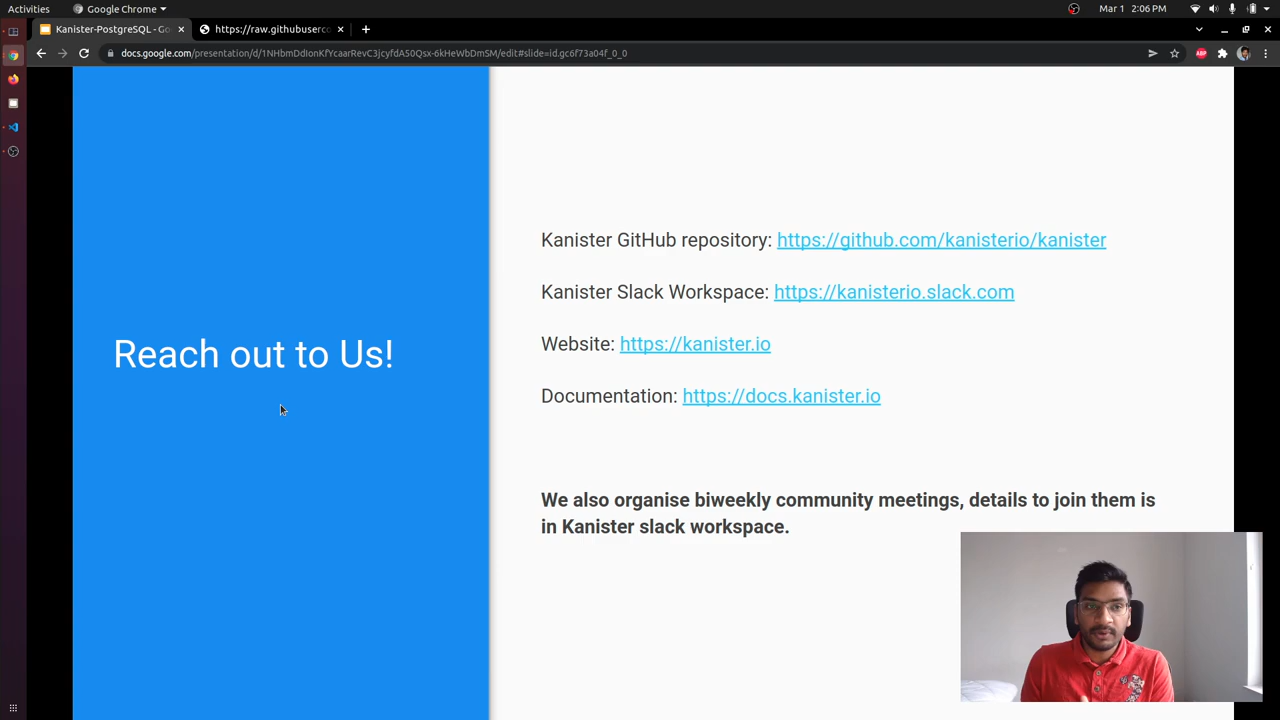 Activities
Google Chrome
Mar 1 2:06 PM
Kanister-PostgreSQL - Go
https://raw.githubuserco
docs.google.com/presentation/d/1NHbmDdIonKfYcaarRevC3jcyfdA50Qsx-6kHeWbDmSM/edit#slide=id.gc6f73a04f_0_0
ABP
Reach out to Us!
Kanister GitHub repository: https://github.com/kanisterio/kanister
Kanister Slack Workspace: https://kanisterio.slack.com
Website: https://kanister.io
Documentation: https://docs.kanister.io
We also organise biweekly community meetings, details to join them is
in Kanister slack workspace.